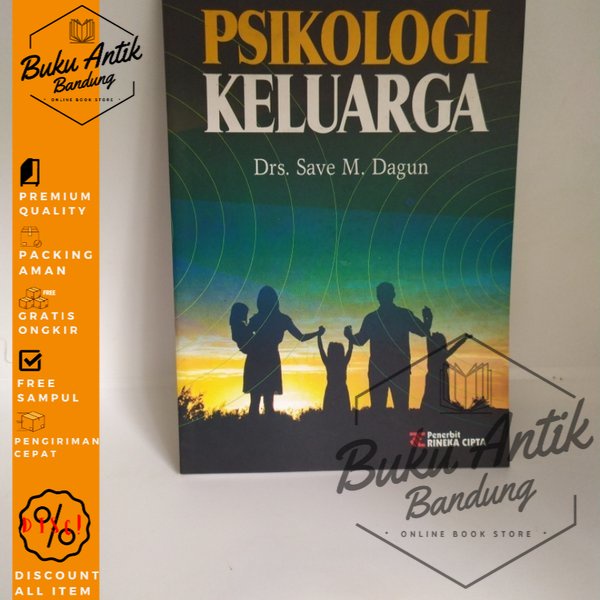 Buku Antik
Bandung
ONLINE BOOK STORE
PREMIUM
QUALITY
PACKING
AMAN
FREE
GRATIS
ONGKIR
FREE
SAMPUL
PENGIRIMAN
CEPAT
DISC!
%
DISCOUNT
ALL ITEM
PSIKOLOGI
KELUARGA
Drs. Save M. Dagun
Penerbit
RINEKA CIPTA
Buku Antik
Bandung
ONLINE BOOK STORE